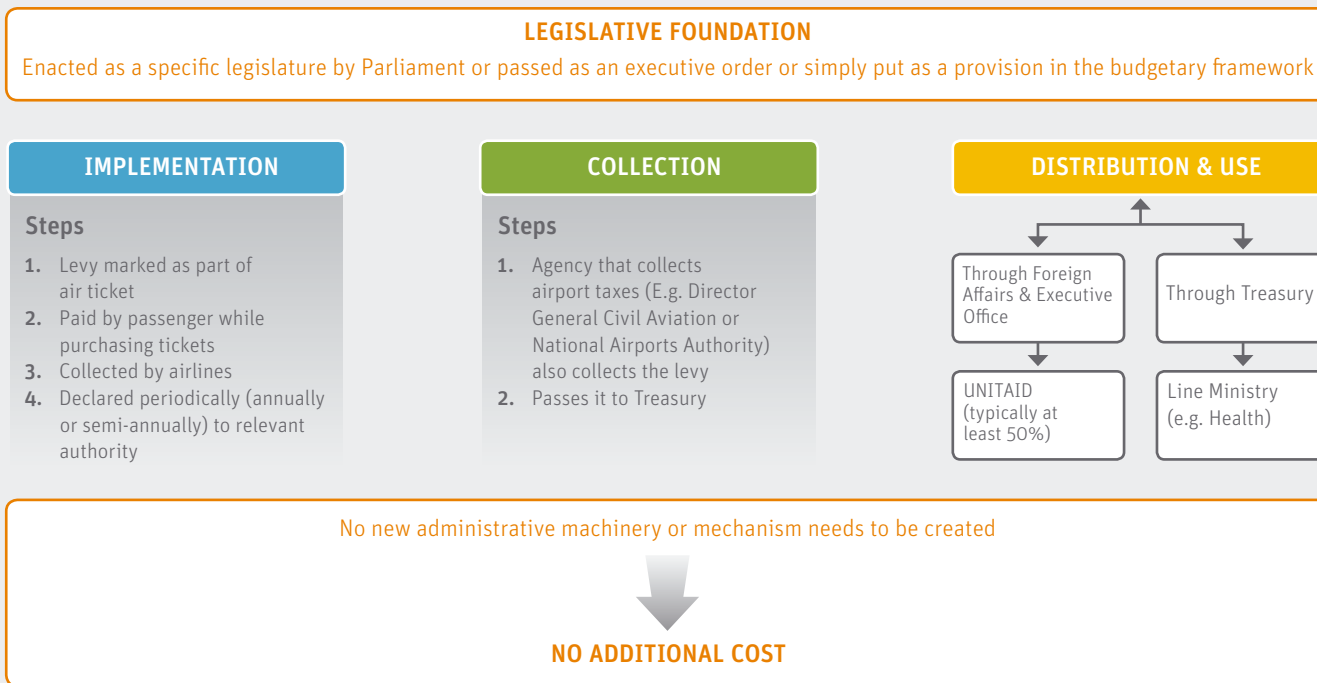 LEGISLATIVE FOUNDATION
Enacted as a specific legislature by Parliament or passed as an executive order or simply put as a provision in the budgetary framework
IMPLEMENTATION
Steps
1. Levy marked as part of
air ticket
2. Paid by passenger while
purchasing tickets
3. Collected by airlines
4. Declared periodically (annually
or semi-annually) to relevant
authority
COLLECTION
Steps
1. Agency that collects
airport taxes (E.g. Director
General Civil Aviation or
National Airports Authority)
also collects the levy
2. Passes it to Treasury
DISTRIBUTION & USE
Through Foreign
Affairs & Executive
Office
Through Treasury
UNITAID
(typically at
least 50%)
Line Ministry
(e.g. Health)
No new administrative machinery or mechanism needs to be created
NO ADDITIONAL COST